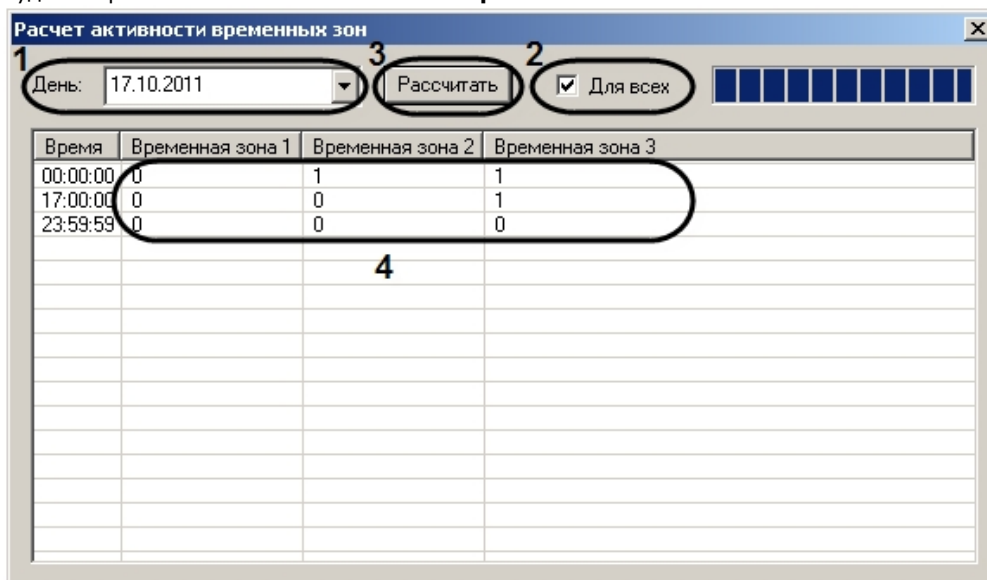 Расчет активности временных зон
1 3 2
День: 17.10.2011 Рассчитать Для всех
Время Временная зона 1 Временная зона 2 Временная зона 3
00:00:00 0 1 1
17:00:00 0 0 1
23:59:59 0 0 0
4